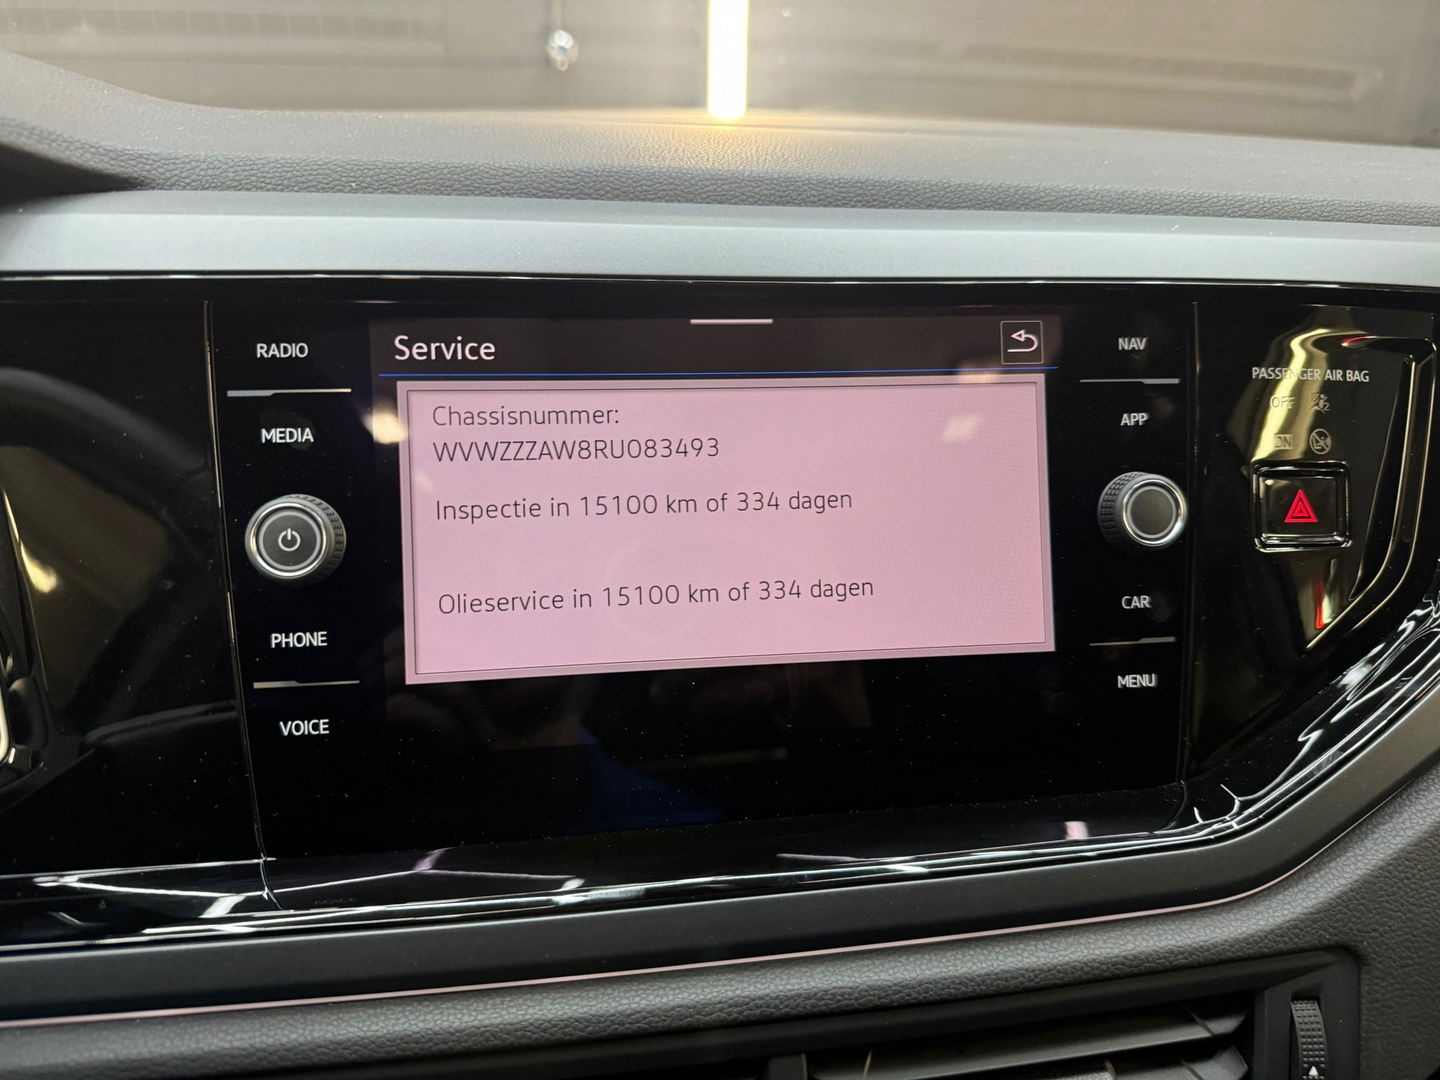 RADIO
MEDIA
PHONE
VOICE
Service
Chassisnummer:
WVWZZZAW8RU083493
Inspectie in 15100 km of 334 dagen
Olieservice in 15100 km of 334 dagen
NAV
APP
CAR
MENU
PASSENGER AIR BAG
OFF
ON